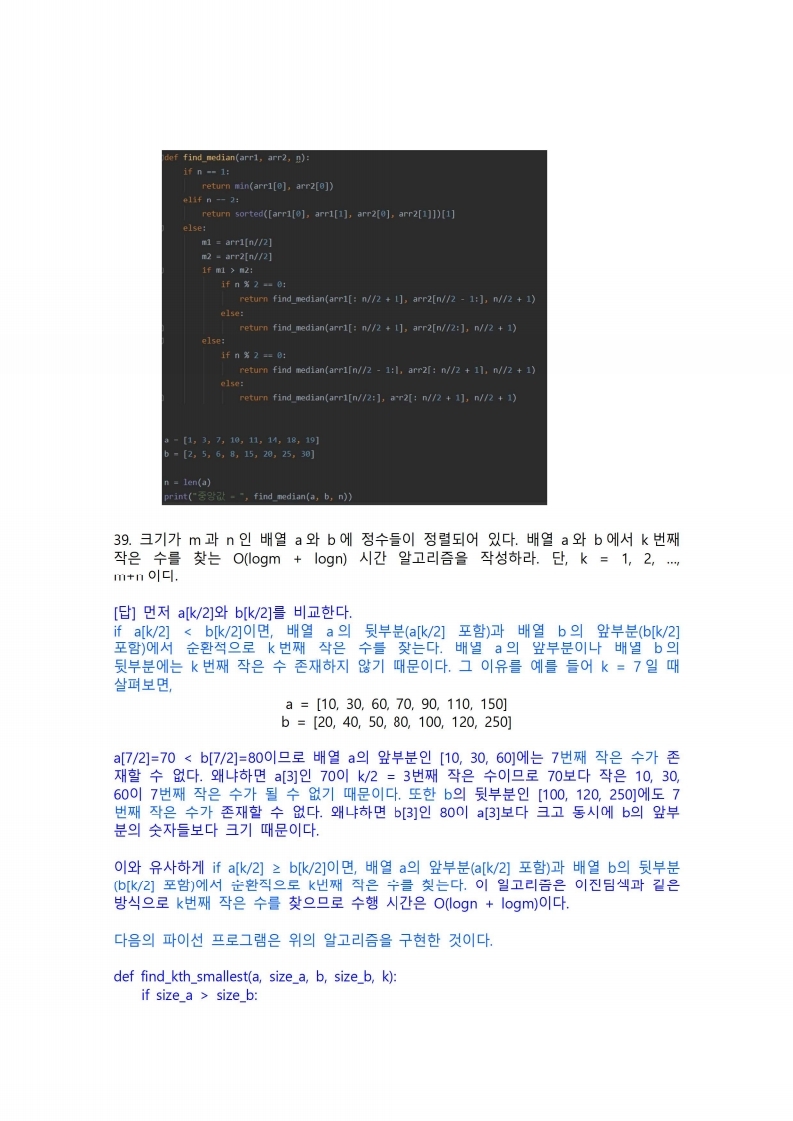 def find_median(arr1, arr2, n):
if n == 1:
return min(arr1[0], arr2[0])
elif n == 2:
return sorted([arr1[0], arr1[1], arr2[0], arr2[1]])[1]
else:
m1 = arr1[n//2]
m2 = arr2[n//2]
if m1 > m2:
if n % 2 == 0:
return find_median(arr1[: n//2 + 1], arr2[n//2 - 1:], n//2 + 1)
else:
return find_median(arr1[: n//2 + 1], arr2[n//2:], n//2 + 1)
else:
if n % 2 == 0:
return find_median(arr1[n//2 - 1:], arr2[: n//2 + 1], n//2 + 1)
else:
return find_median(arr1[n//2:], arr2[: n//2 + 1], n//2 + 1)
a = [1, 3, 7, 10, 11, 14, 18, 19]
b = [2, 5, 6, 8, 15, 20, 25, 30]
n = len(a)
print("중앙값 = ", find_median(a, b, n))
39. 크기가 m 과 n 인 배열 a 와 b 에 정수들이 정렬되어 있다. 배열 a 와 b 에서 k 번째
작은 수를 찾는 O(logm + logn) 시간 알고리즘을 작성하라. 단, k = 1, 2, …,
m+n 이다.
[답] 먼저 a[k/2]와 b[k/2]를 비교한다.
if a[k/2] < b[k/2]이면, 배열 a 의 뒷부분(a[k/2] 포함)과 배열 b 의 앞부분(b[k/2]
포함)에서 순환적으로 k 번째 작은 수를 찾는다. 배열 a 의 앞부분이나 배열 b 의
뒷부분에는 k 번째 작은 수 존재하지 않기 때문이다. 그 이유를 예를 들어 k = 7 일 때
살펴보면,
a = [10, 30, 60, 70, 90, 110, 150]
b = [20, 40, 50, 80, 100, 120, 250]
a[7/2]=70 < b[7/2]=80이므로 배열 a의 앞부분인 [10, 30, 60]에는 7번째 작은 수가 존
재할 수 없다. 왜냐하면 a[3]인 70이 k/2 = 3번째 작은 수이므로 70보다 작은 10, 30,
60이 7번째 작은 수가 될 수 없기 때문이다. 또한 b의 뒷부분인 [100, 120, 250]에도 7
번째 작은 수가 존재할 수 없다. 왜냐하면 b[3]인 80이 a[3]보다 크고 동시에 b의 앞부
분의 숫자들보다 크기 때문이다.
이와 유사하게 if a[k/2] ≥ b[k/2]이면, 배열 a의 앞부분(a[k/2] 포함)과 배열 b의 뒷부분
(b[k/2] 포함)에서 순환적으로 k번째 작은 수를 찾는다. 이 알고리즘은 이진탐색과 같은
방식으로 k번째 작은 수를 찾으므로 수행 시간은 O(logn + logm)이다.
다음의 파이선 프로그램은 위의 알고리즘을 구현한 것이다.
def find_kth_smallest(a, size_a, b, size_b, k):
if size_a > size_b: